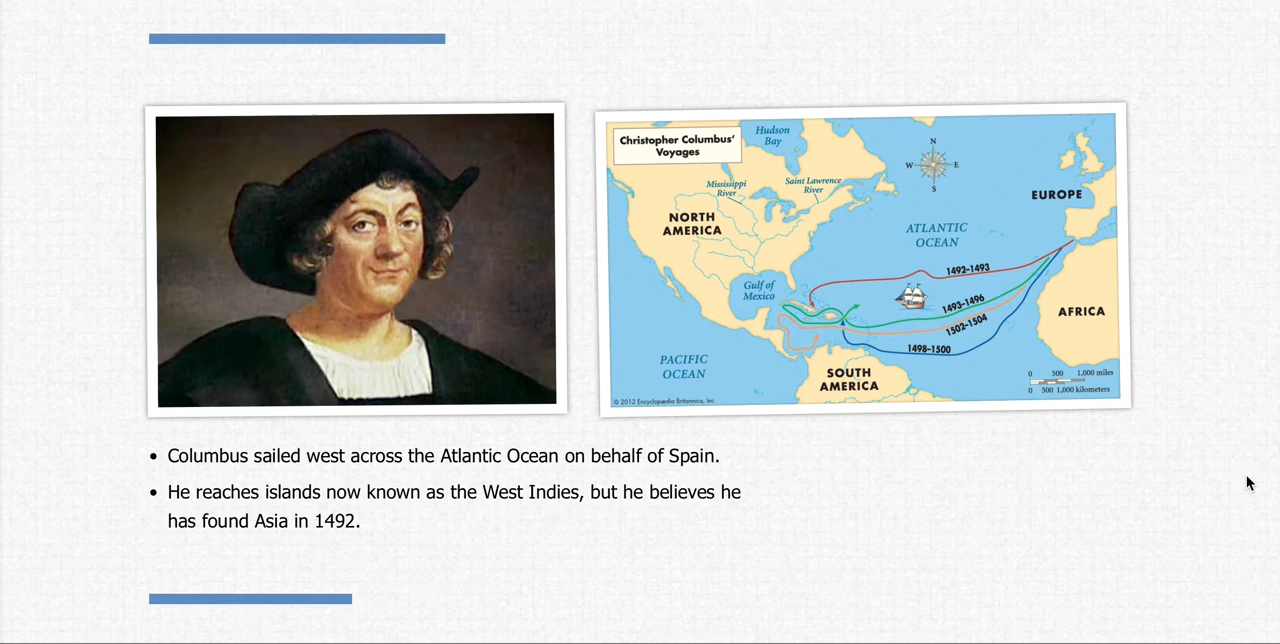 Christopher Columbus'
Voyages
Hudson
Bay
Mississippi
River
Saint Lawrence
River
NORTH
AMERICA
N
W
E
S
EUROPE
ATLANTIC
OCEAN
1492–1493
Gulf of
Mexico
1493–1496
1502–1504
1498–1500
AFRICA
PACIFIC
OCEAN
SOUTH
AMERICA
0 500 1,000 miles
0 500 1,000 kilometers
© 2012 Encyclopædia Britannica, Inc.
• Columbus sailed west across the Atlantic Ocean on behalf of Spain.
• He reaches islands now known as the West Indies, but he believes he
has found Asia in 1492.